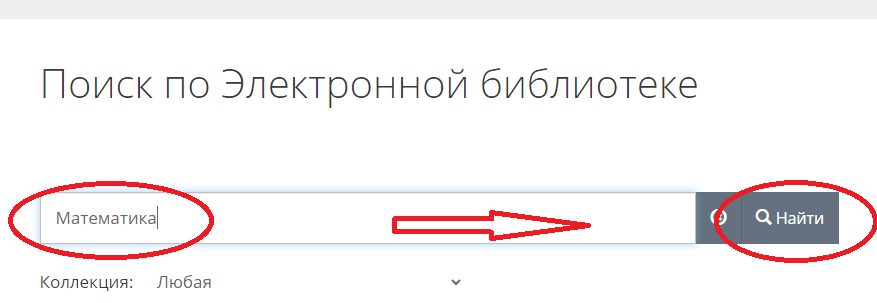 Поиск по Электронной библиотеке
Математика Найти
Коллекция: Любая